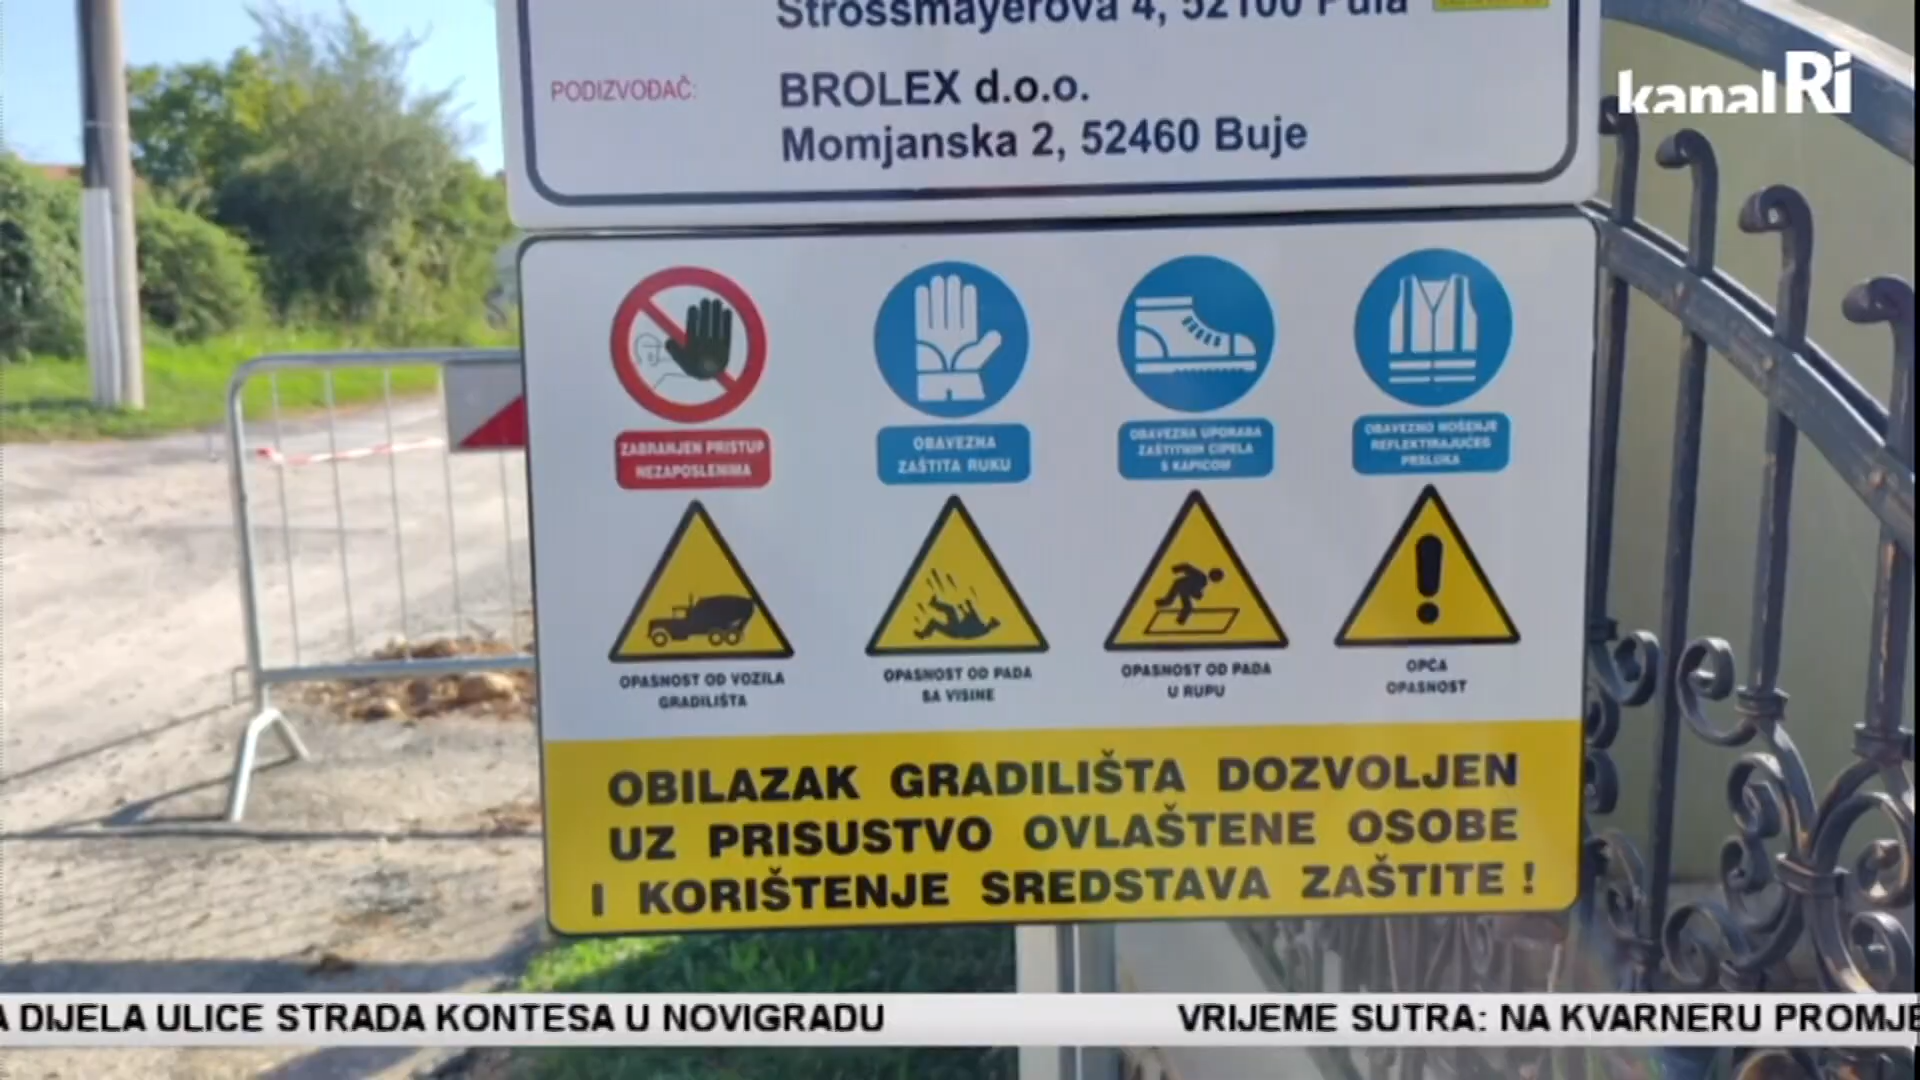 Strossmayerova 4, 52100 Pula
PODIZVOĐAČ:
BROLEX d.o.o.
Momjanska 2, 52460 Buje
kanalRi
ZABRANJEN PRISTUP
NEZAPOSLENIMA
OBAVEZNA
ZAŠTITA RUKU
OBAVEZNA UPORABA
ZAŠTITNIH CIPELA
S KAPICOM
OBAVEZNO NOŠENJE
REFLEKTIRAJUĆEG
PRSLUKA
OPASNOST OD VOZILA
GRADILIŠTA
OPASNOST OD PADA
SA VISINE
OPASNOST OD PADA
U RUPU
OPĆA
OPASNOST
OBILAZAK GRADILIŠTA DOZVOLJEN
UZ PRISUSTVO OVLAŠTENE OSOBE
I KORIŠTENJE SREDSTAVA ZAŠTITE !
A DIJELA ULICE STRADA KONTESA U NOVIGRADU
VRIJEME SUTRA: NA KVARNERU PROMJE